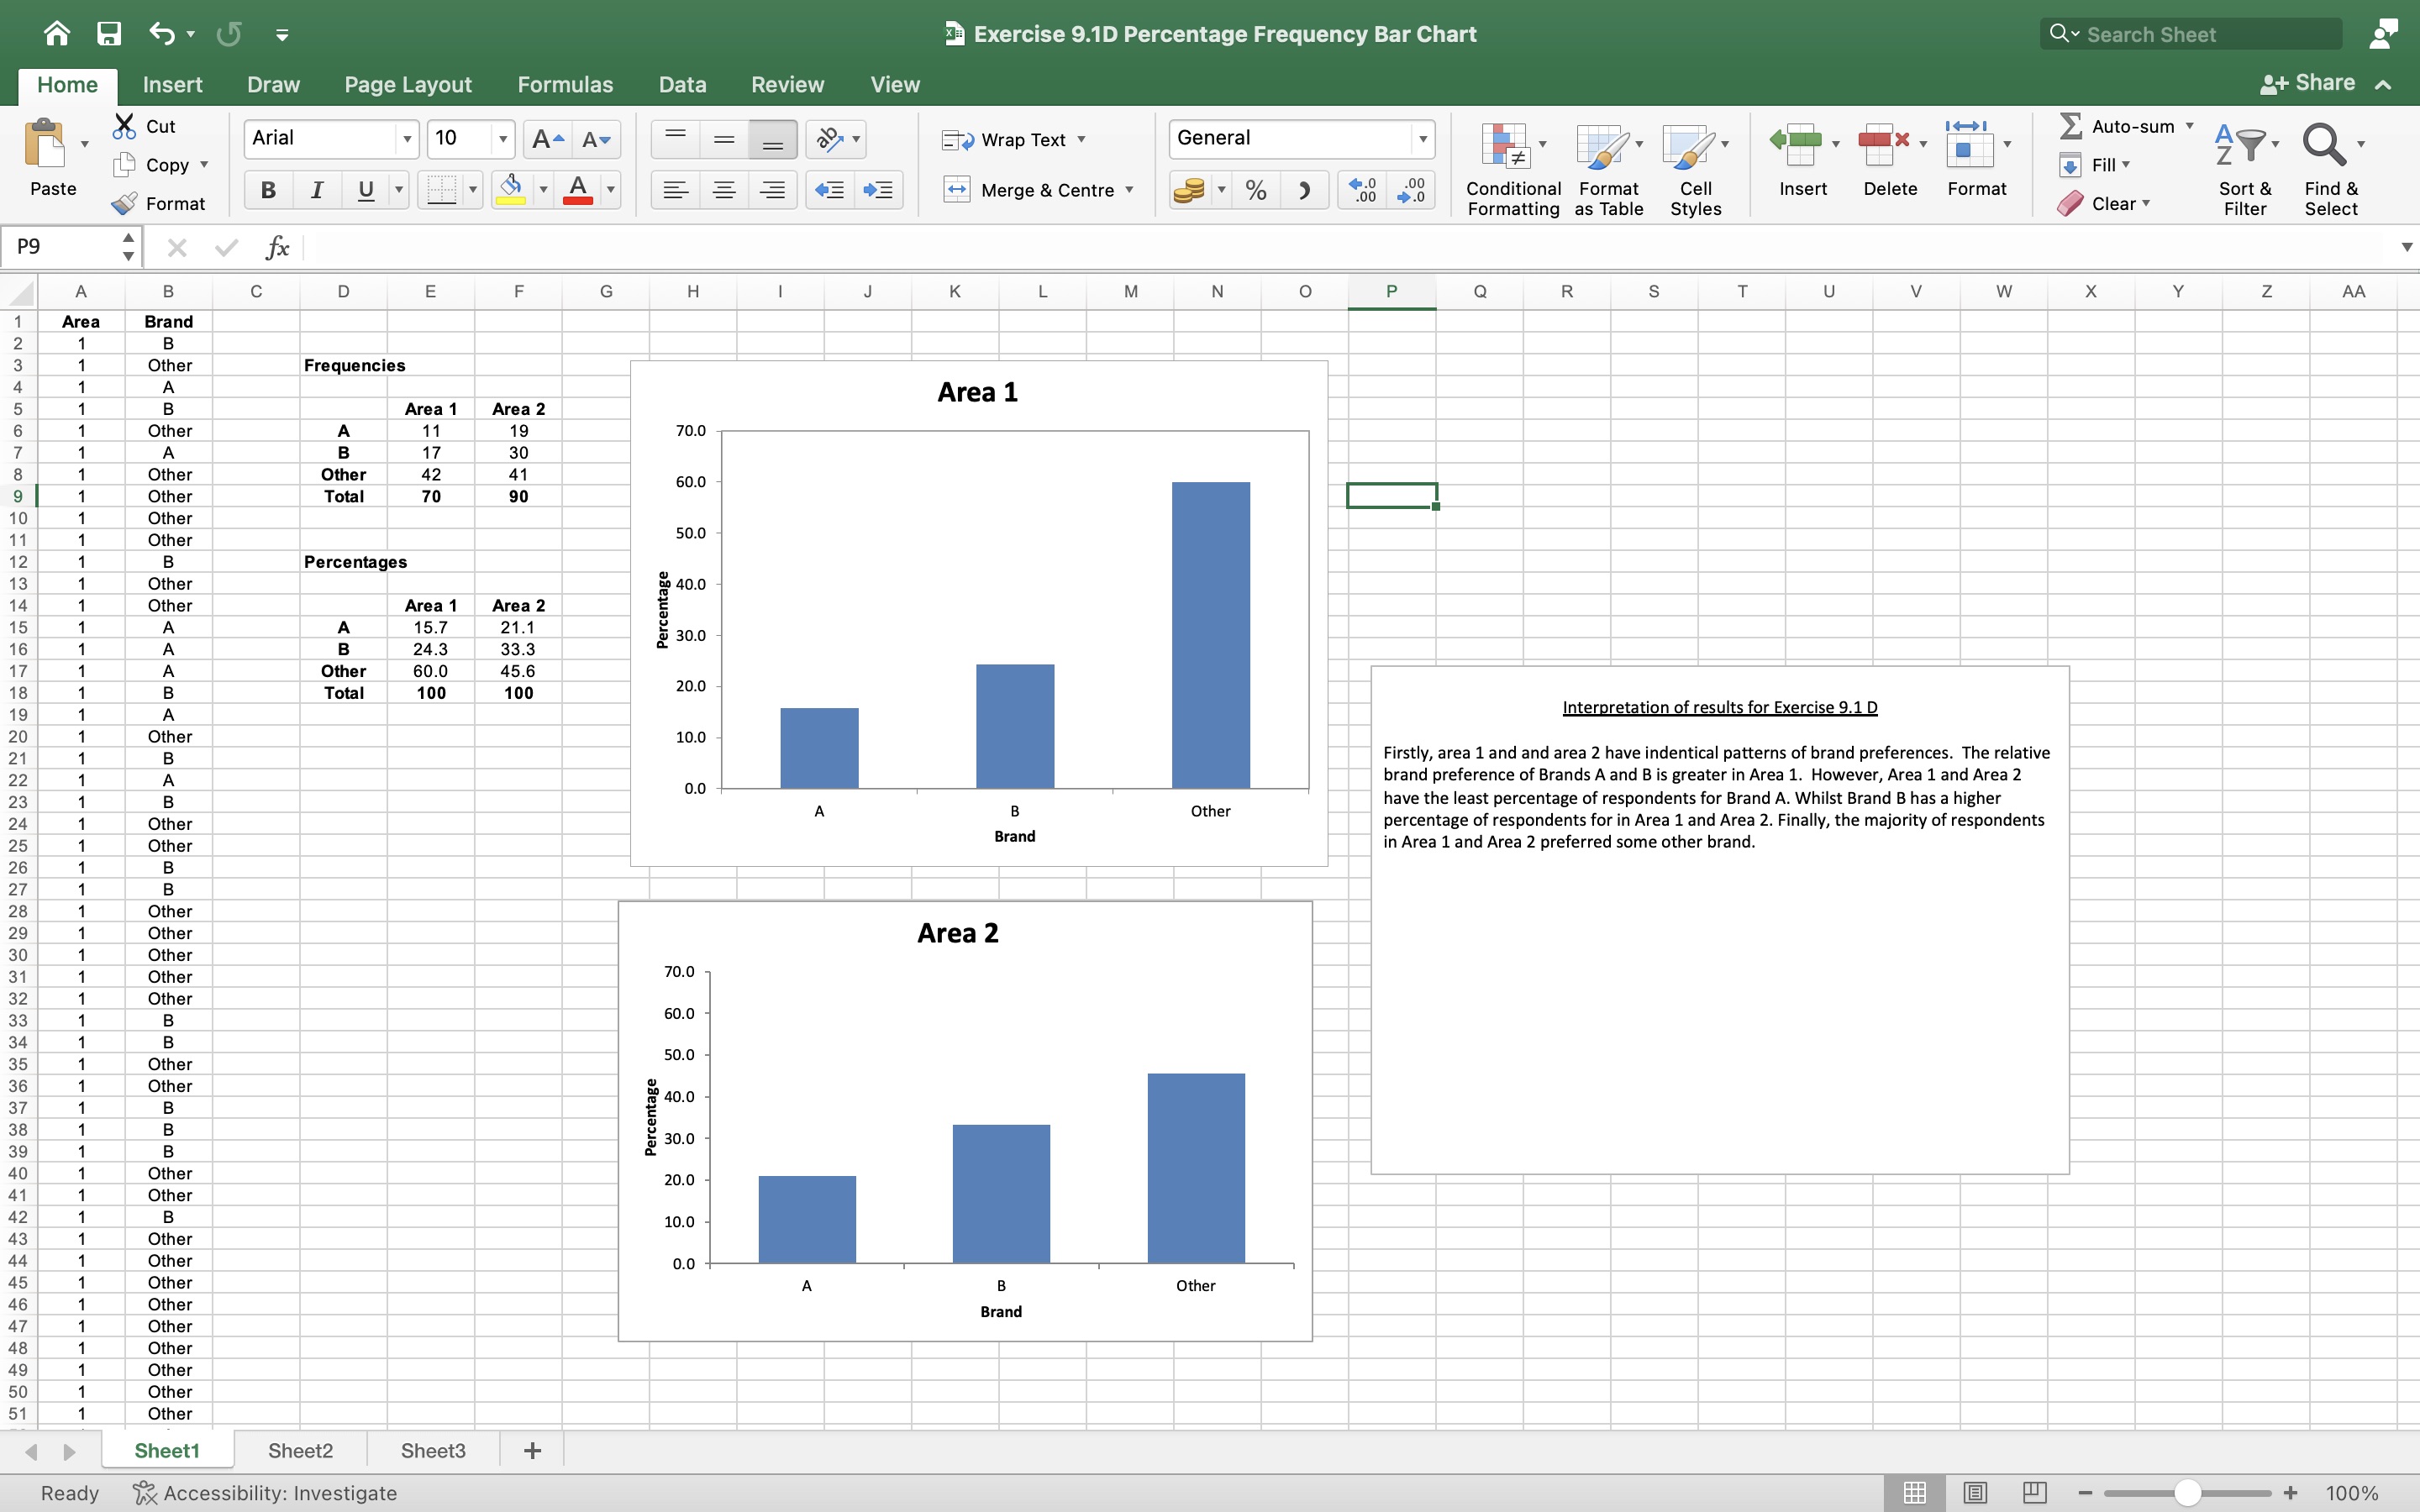 Exercise 9.1D Percentage Frequency Bar Chart
Search Sheet
Home Insert Draw Page Layout Formulas Data Review View Share
Paste
Cut
Copy
Format
Arial 10
B I U
Wrap Text
Merge & Centre
General
Conditional Formatting
Format as Table
Cell Styles
Insert
Delete
Format
Auto-sum
Fill
Clear
Sort & Filter
Find & Select
P9 fx
A B C D E F G H I J K L M N O P Q R S T U V W X Y Z AA
1 Area Brand
2 1 B
3 1 Other Frequencies
4 1 A
5 1 B Area 1 Area 2
6 1 Other A 11 19
7 1 A B 17 30
8 1 Other Other 42 41
9 1 Other Total 70 90
10 1 Other
11 1 Other
12 1 B Percentages
13 1 Other
14 1 Other Area 1 Area 2
15 1 A A 15.7 21.1
16 1 A B 24.3 33.3
17 1 A Other 60.0 45.6
18 1 B Total 100 100
19 1 A
20 1 Other
21 1 B
22 1 A
23 1 B
24 1 Other
25 1 Other
26 1 B
27 1 B
28 1 Other
29 1 Other
30 1 Other
31 1 Other
32 1 Other
33 1 B
34 1 B
35 1 Other
36 1 Other
37 1 B
38 1 B
39 1 B
40 1 Other
41 1 Other
42 1 B
43 1 Other
44 1 Other
45 1 Other
46 1 Other
47 1 Other
48 1 Other
49 1 Other
50 1 Other
51 1 Other
Area 1
70.0
60.0
50.0
40.0
30.0
20.0
10.0
0.0
Percentage
A B Other
Brand
Area 2
70.0
60.0
50.0
40.0
30.0
20.0
10.0
0.0
Percentage
A B Other
Brand
Interpretation of results for Exercise 9.1 D
Firstly, area 1 and and area 2 have indentical patterns of brand preferences. The relative
brand preference of Brands A and B is greater in Area 1. However, Area 1 and Area 2
have the least percentage of respondents for Brand A. Whilst Brand B has a higher
percentage of respondents for in Area 1 and Area 2. Finally, the majority of respondents
in Area 1 and Area 2 preferred some other brand.
Sheet1 Sheet2 Sheet3 +
Ready Accessibility: Investigate 100%